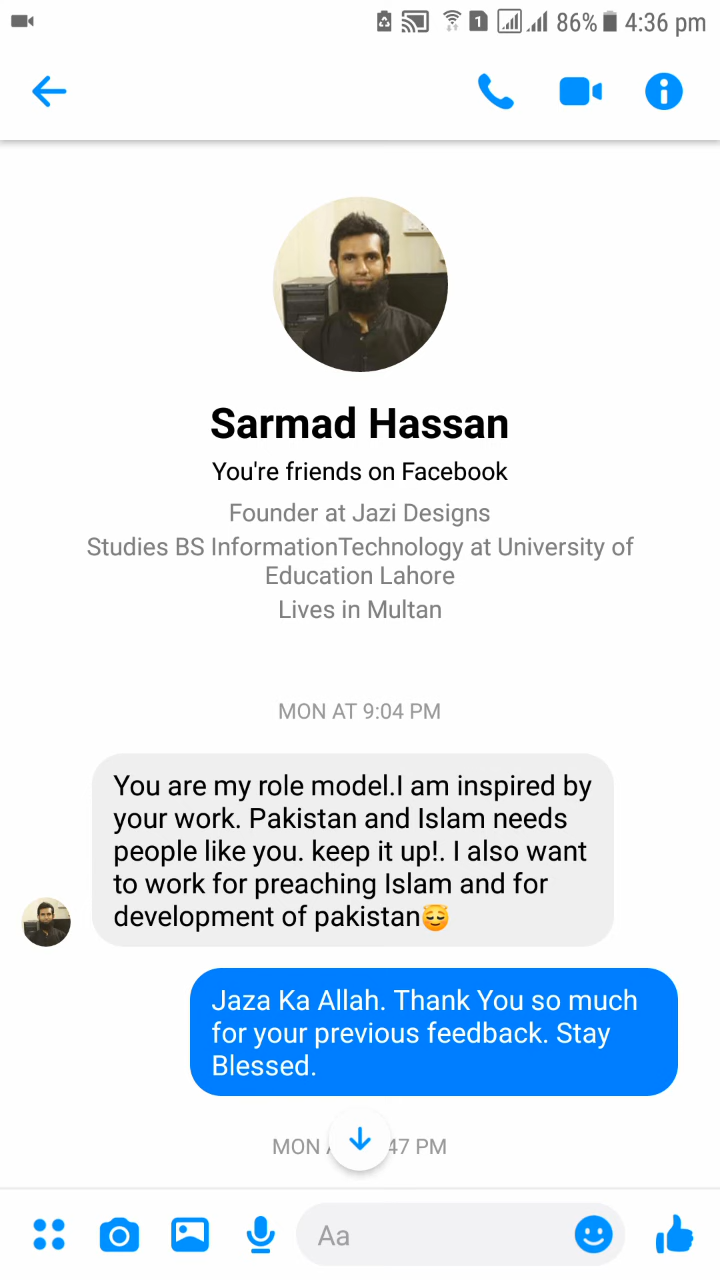 1
86%
4:36 pm
Sarmad Hassan
You're friends on Facebook
Founder at Jazi Designs
Studies BS InformationTechnology at University of
Education Lahore
Lives in Multan
MON AT 9:04 PM
You are my role model.I am inspired by
your work. Pakistan and Islam needs
people like you. keep it up!. I also want
to work for preaching Islam and for
development of pakistan😇
Jaza Ka Allah. Thank You so much
for your previous feedback. Stay
Blessed.
MON 47 PM
Aa